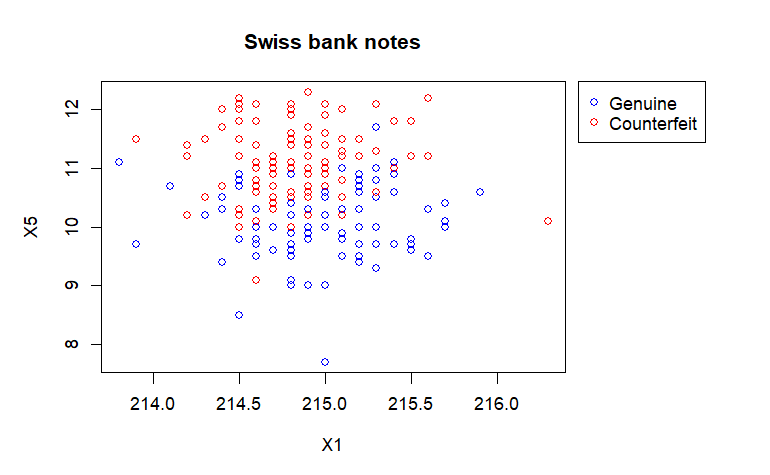 Swiss bank notes
Genuine
Counterfeit
12
11
10
9
8
X5
214.0 214.5 215.0 215.5 216.0
X1